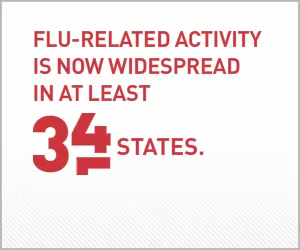 FLU-RELATED ACTIVITY
IS NOW WIDESPREAD
IN AT LEAST
34 STATES.